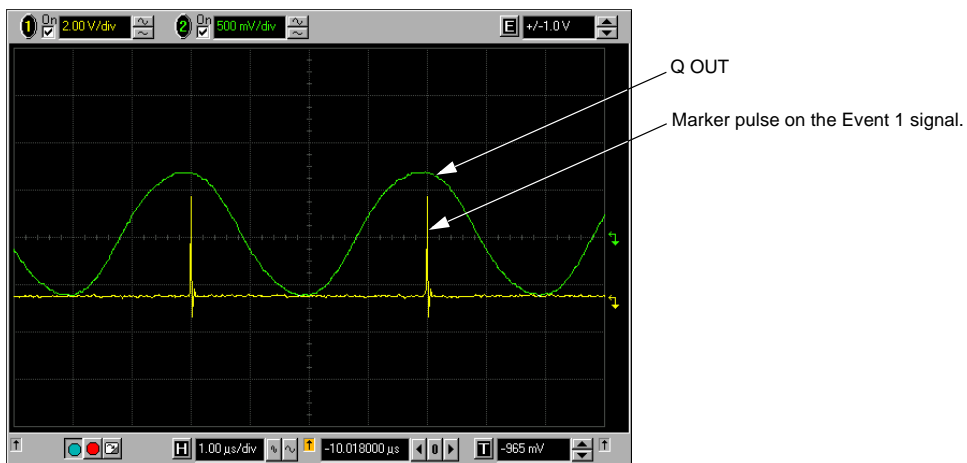 1 On 2.00 V/div 2 On 500 mV/div E +/-1.0 V
Q OUT
Marker pulse on the Event 1 signal.
H 1.00 µs/div -10.018000 µs 0 T -965 mV